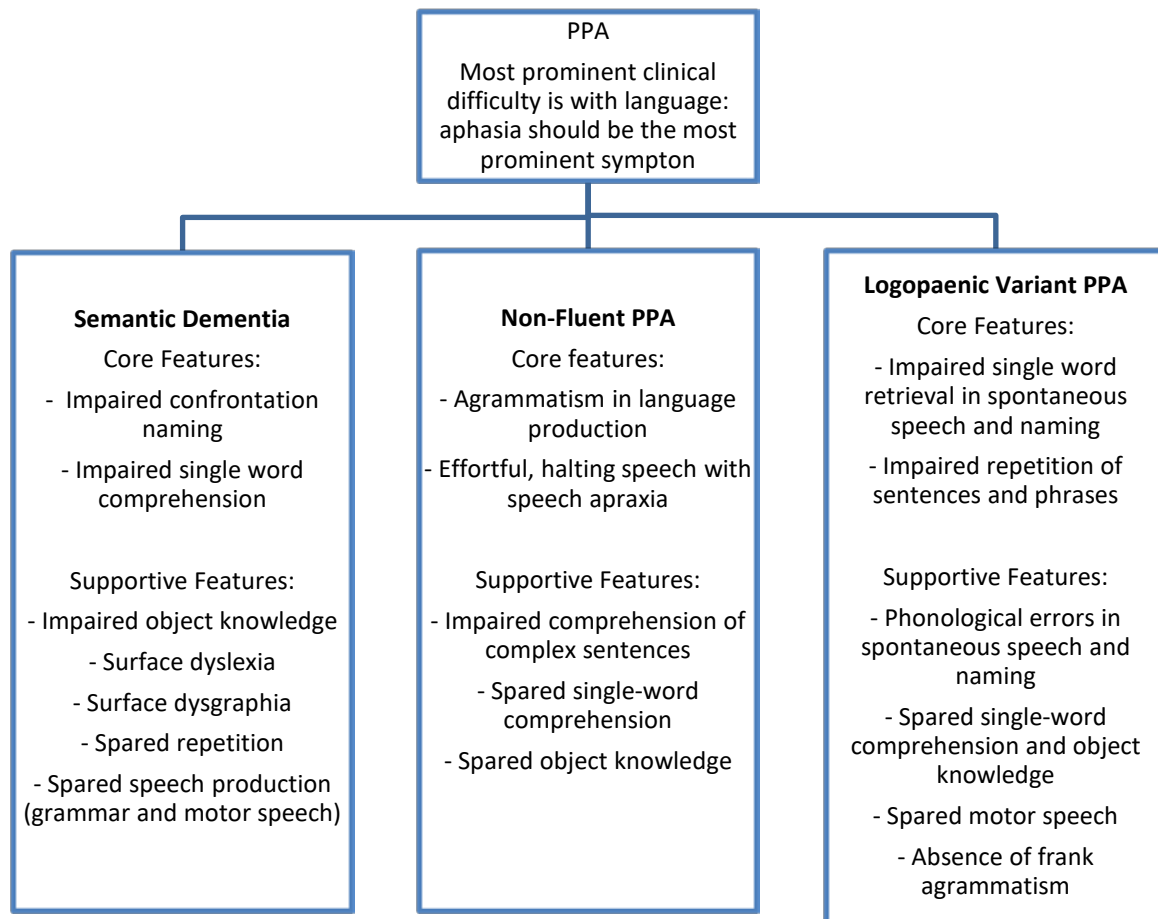 PPA
Most prominent clinical
difficulty is with language:
aphasia should be the most
prominent sympton
Semantic Dementia
Core Features:
- Impaired confrontation
naming
- Impaired single word
comprehension
Supportive Features:
- Impaired object knowledge
- Surface dyslexia
- Surface dysgraphia
- Spared repetition
- Spared speech production
(grammar and motor speech)
Non-Fluent PPA
Core features:
- Agrammatism in language
production
- Effortful, halting speech with
speech apraxia
Supportive Features:
- Impaired comprehension of
complex sentences
- Spared single-word
comprehension
- Spared object knowledge
Logopaenic Variant PPA
Core Features:
- Impaired single word
retrieval in spontaneous
speech and naming
- Impaired repetition of
sentences and phrases
Supportive Features:
- Phonological errors in
spontaneous speech and
naming
- Spared single-word
comprehension and object
knowledge
- Spared motor speech
- Absence of frank
agrammatism